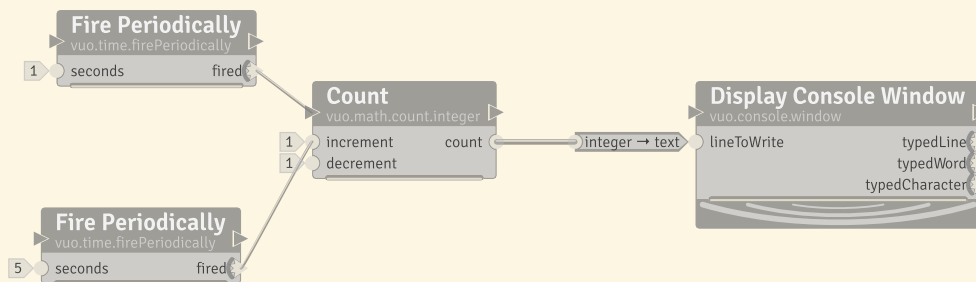 Fire Periodically
vuo.time.firePeriodically
1 seconds fired
Count
vuo.math.count.integer
1 increment count
1 decrement
integer → text
Display Console Window
vuo.console.window
lineToWrite typedLine
typedWord
typedCharacter
Fire Periodically
vuo.time.firePeriodically
5 seconds fired